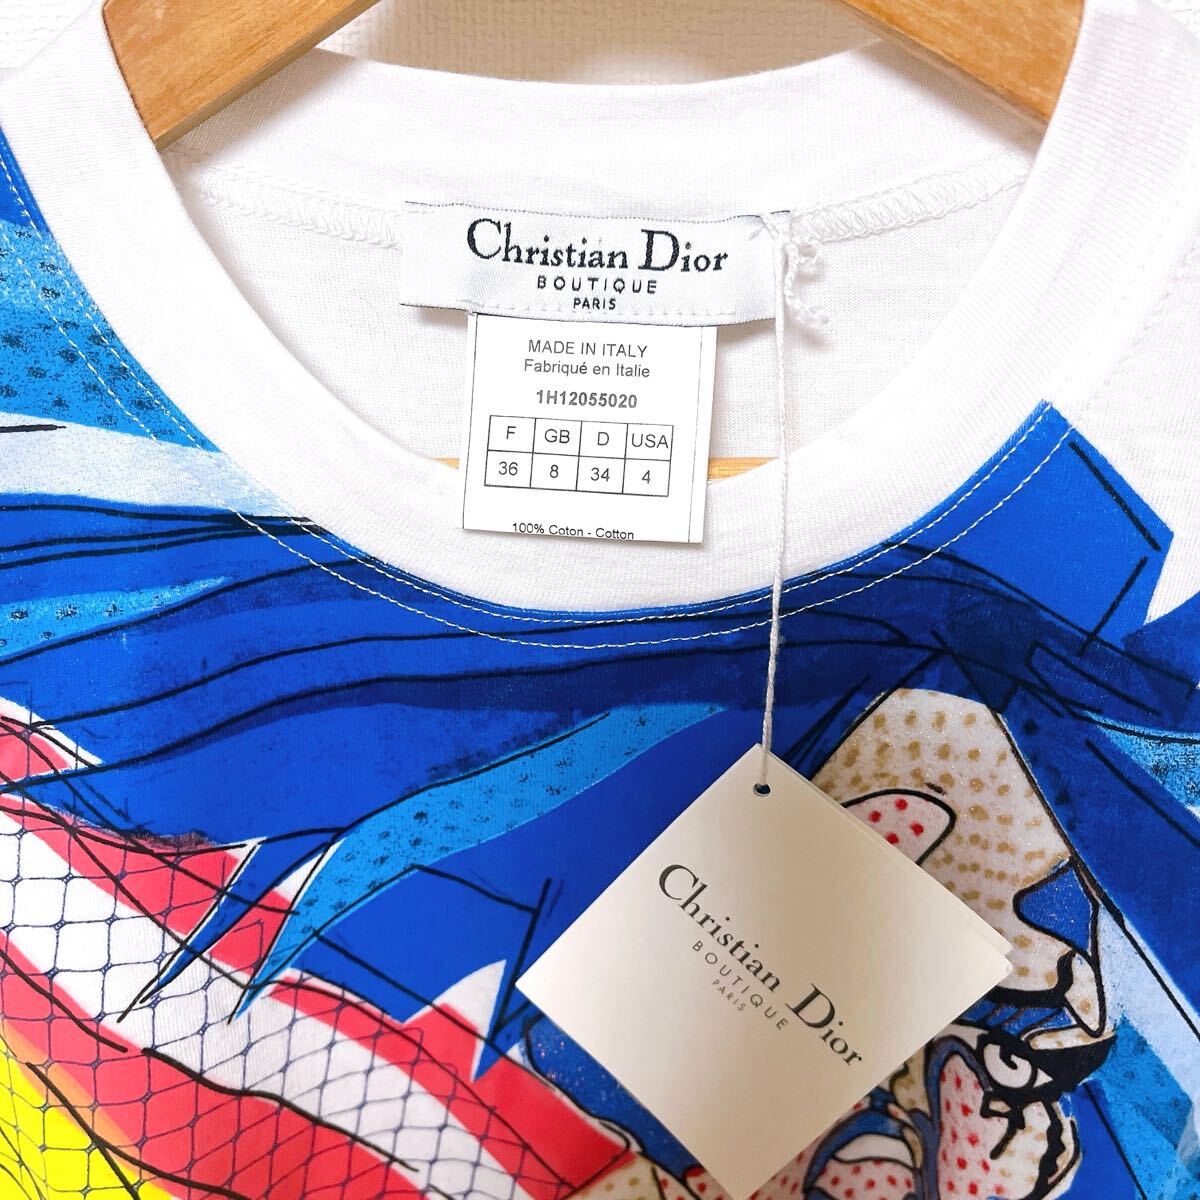 Christian Dior
BOUTIQUE
PARIS
MADE IN ITALY
Fabriqué en Italie
1H12055020
F GB D USA
36 8 34 4
100% Coton - Cotton
Christian Dior
BOUTIQUE
PARIS